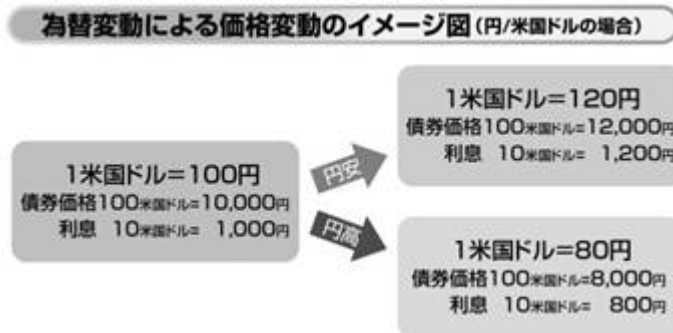 為替変動による価格変動のイメージ図(円/米国ドルの場合)
1米国ドル=100円
債券価格100米国ドル=10,000円
利息 10米国ドル= 1,000円
円安
1米国ドル=120円
債券価格100米国ドル=12,000円
利息 10米国ドル= 1,200円
円高
1米国ドル=80円
債券価格100米国ドル=8,000円
利息 10米国ドル= 800円